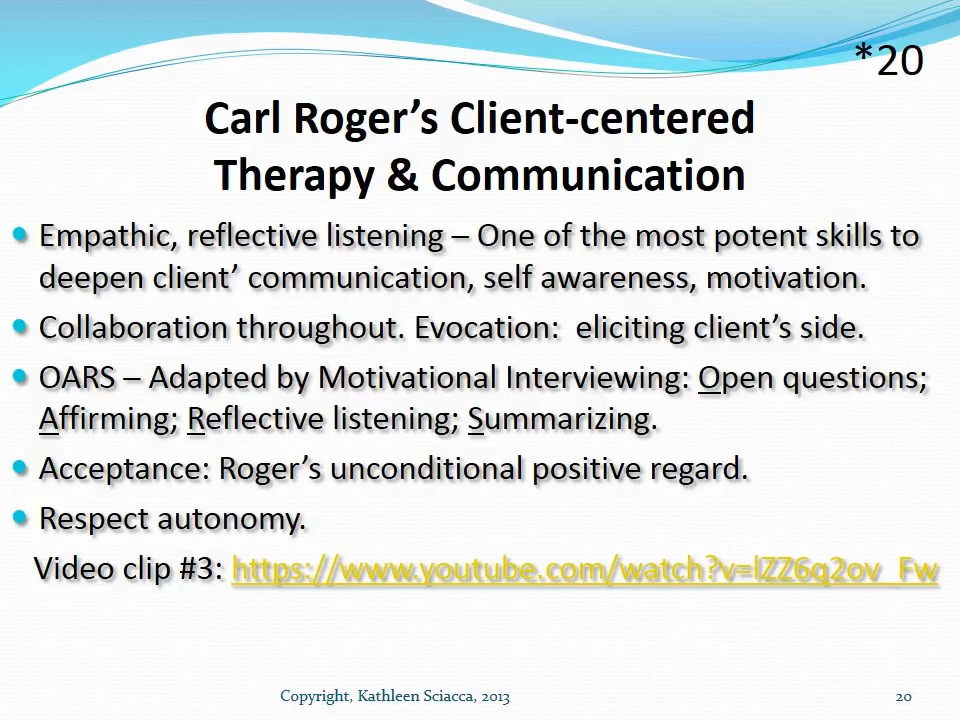 *20
Carl Roger’s Client-centered
Therapy & Communication
• Empathic, reflective listening – One of the most potent skills to
deepen client’ communication, self awareness, motivation.
• Collaboration throughout. Evocation:  eliciting client’s side.
• OARS – Adapted by Motivational Interviewing: Open questions;
Affirming; Reflective listening; Summarizing.
• Acceptance: Roger’s unconditional positive regard.
• Respect autonomy.
Video clip #3: https://www.youtube.com/watch?v=lZZ6q2ov_Fw
Copyright, Kathleen Sciacca, 2013
20